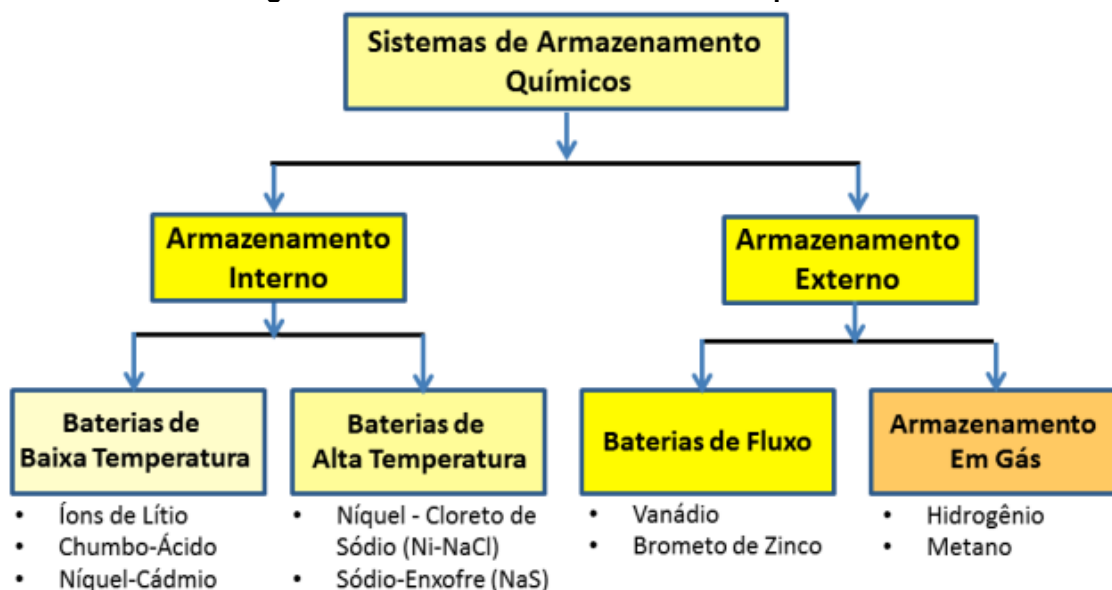 Sistemas de Armazenamento
Químicos
Armazenamento
Interno
Armazenamento
Externo
Baterias de
Baixa Temperatura
Baterias de
Alta Temperatura
Baterias de Fluxo
Armazenamento
Em Gás
• Íons de Lítio
• Chumbo-Ácido
• Níquel-Cádmio
• Níquel - Cloreto de
Sódio (Ni-NaCl)
• Sódio-Enxofre (NaS)
• Vanádio
• Brometo de Zinco
• Hidrogênio
• Metano